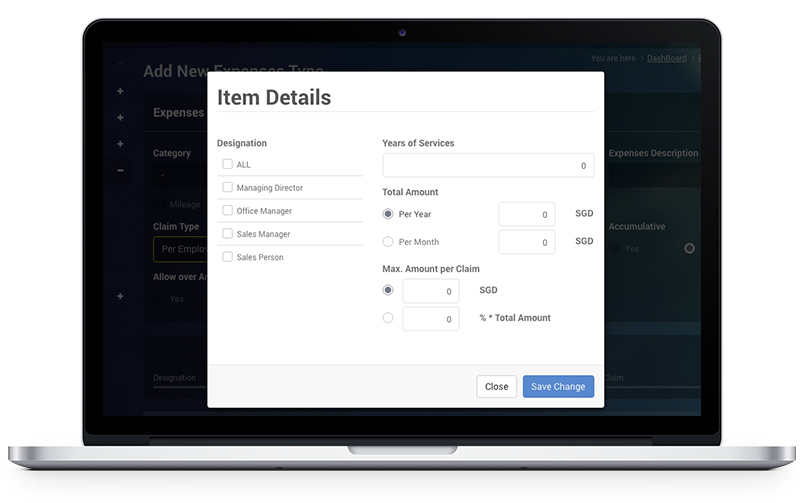 You are here › DashBoard ›
Add New Expenses Type
Item Details
Expenses
Designation
Years of Services
Category
Expenses Description
ALL
0
Managing Director
Total Amount
Mileage
Office Manager
Per Year
0
SGD
Claim Type
Accumulative
Sales Manager
Per Month
0
SGD
Per Employ
Yes
Sales Person
Max. Amount per Claim
Allow over A
0
SGD
Yes
0
% * Total Amount
Designation
Claim
Close
Save Change